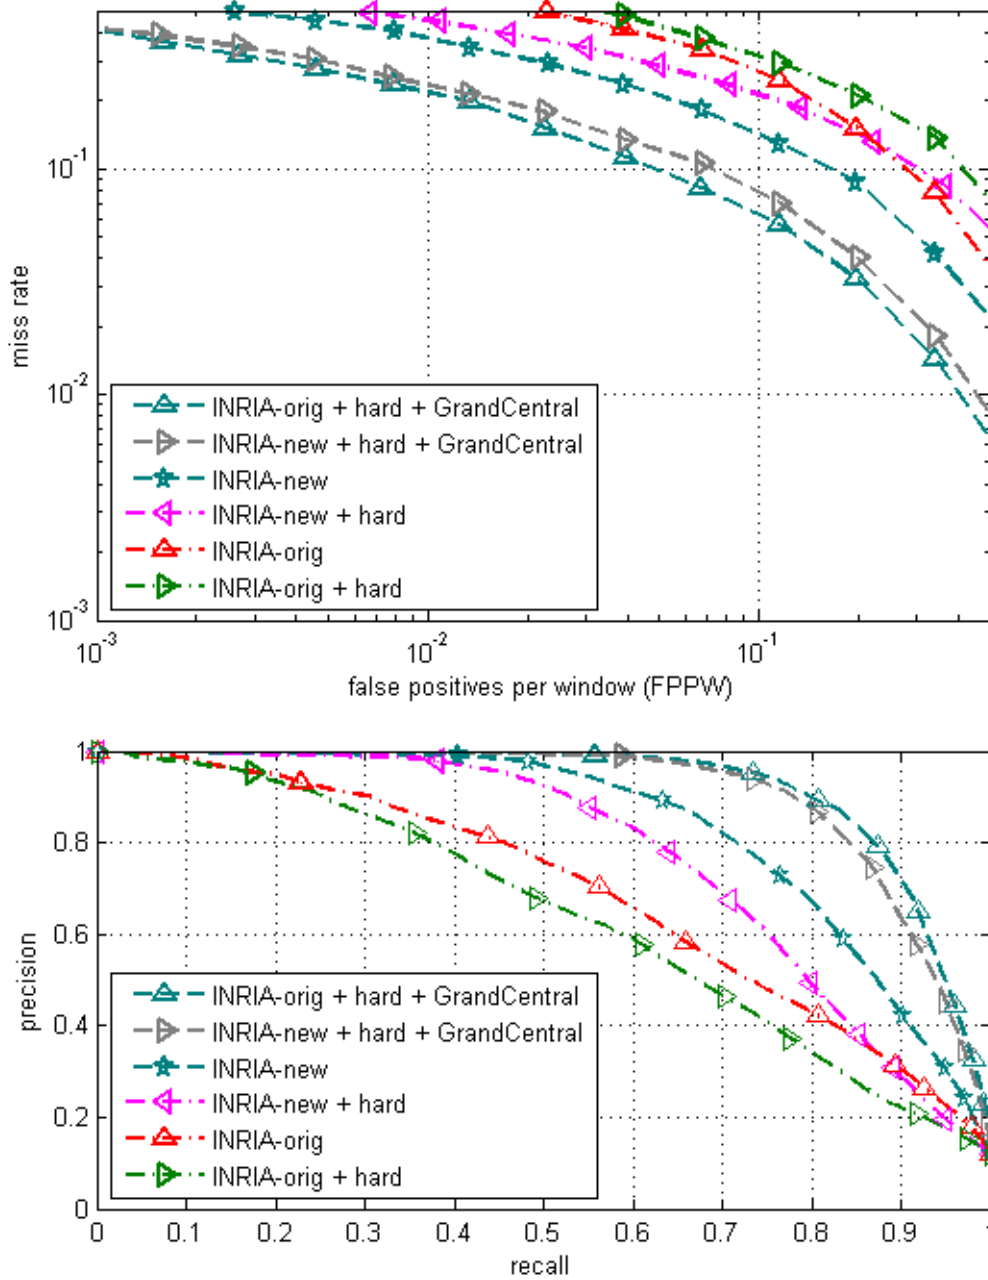 10^-1
10^-2
10^-3
miss rate
INRIA-orig + hard + GrandCentral
INRIA-new + hard + GrandCentral
INRIA-new
INRIA-new + hard
INRIA-orig
INRIA-orig + hard
10^-3 10^-2 10^-1
false positives per window (FPPW)
1
0.8
0.6
0.4
0.2
0
precision
INRIA-orig + hard + GrandCentral
INRIA-new + hard + GrandCentral
INRIA-new
INRIA-new + hard
INRIA-orig
INRIA-orig + hard
0 0.1 0.2 0.3 0.4 0.5 0.6 0.7 0.8 0.9
recall